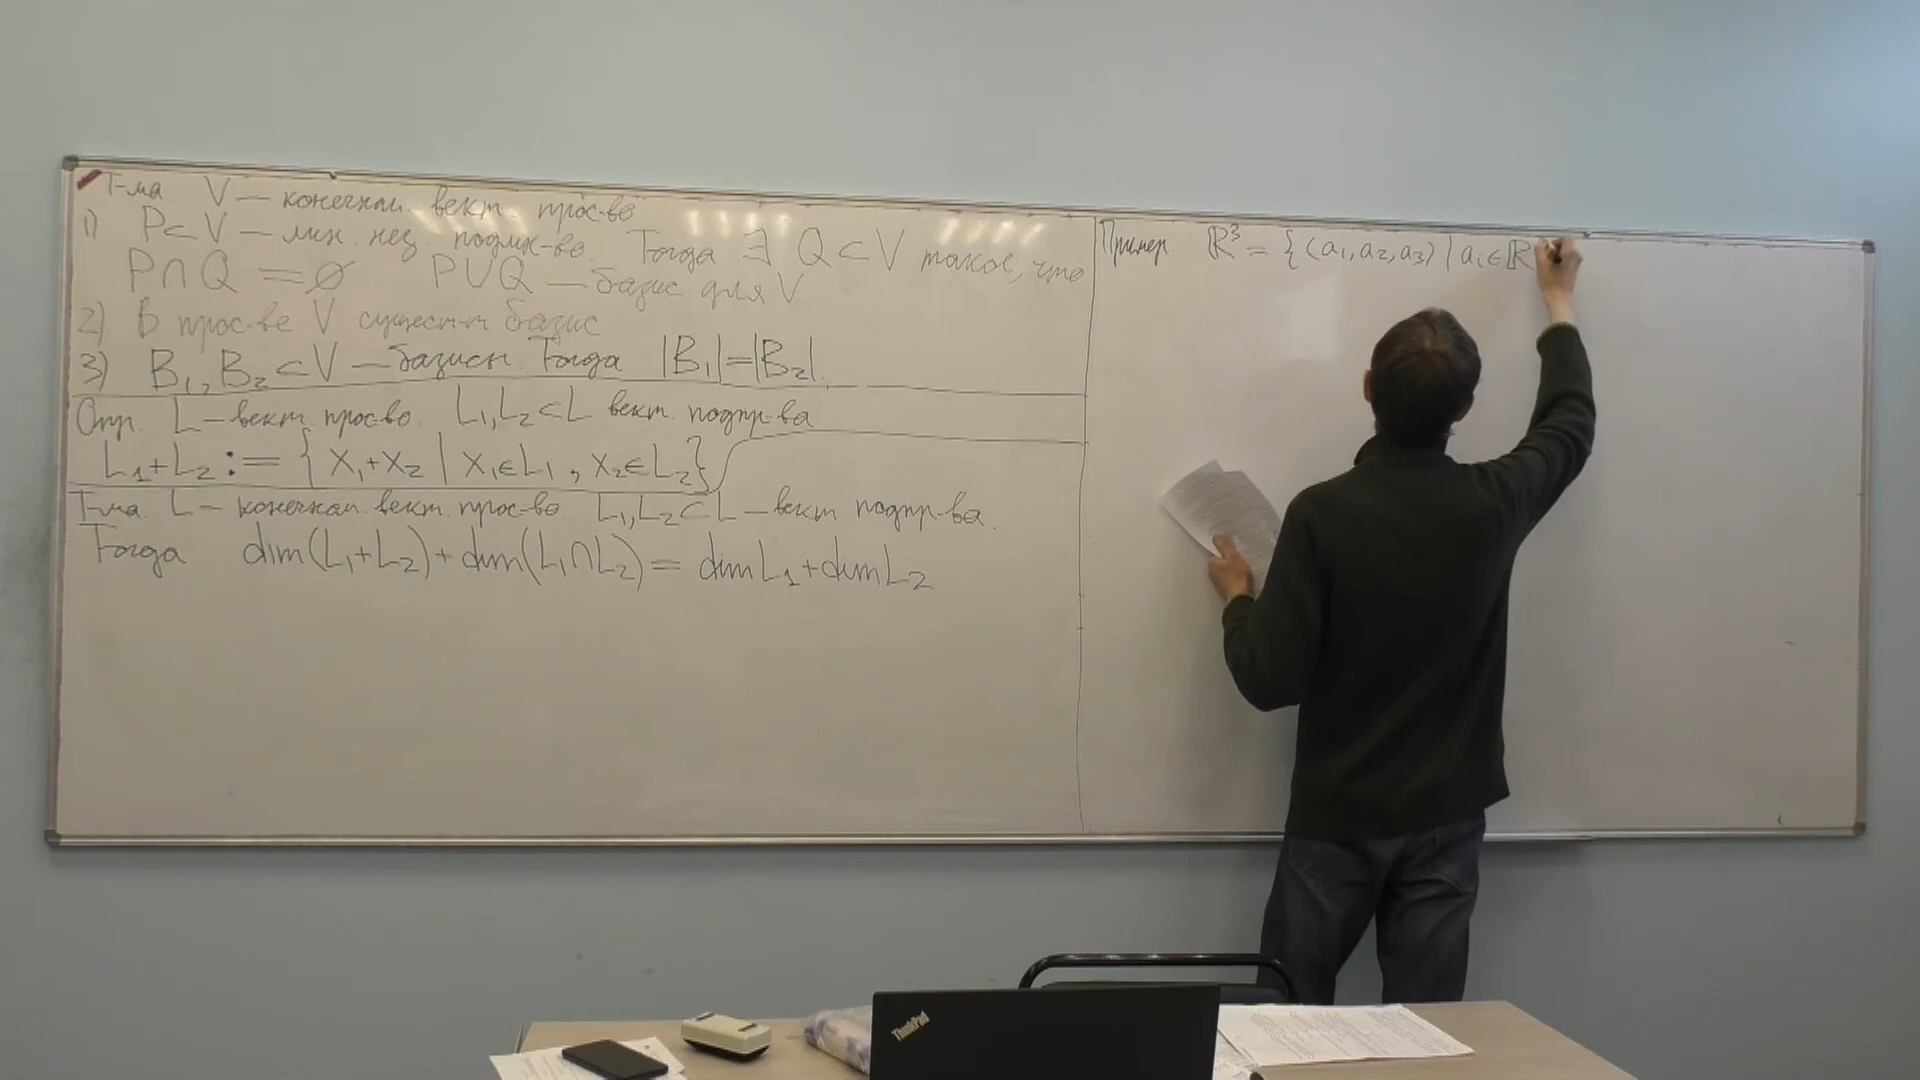 Т-ма. V — конечнам. вект. прос-во
1) P⊂V — лин. нез. подмн-во. Тогда ∃ Q⊂V такое, что
P∩Q = ∅ P∪Q — базис для V
2) В прос-ве V сущест-т базис
3) B₁, B₂ ⊂ V — базисы. Тогда |B₁|=|B₂|.
Опр. L — вект. прос-во. L₁, L₂ ⊂ L вект. подпр-ва
L₁+L₂ := { x₁+x₂ | x₁∈L₁, x₂∈L₂}
Т-ма. L — конечнам. вект. прос-во L₁, L₂ ⊂ L — вект. подпр-ва.
Тогда dim(L₁+L₂) + dim(L₁∩L₂) = dim L₁ + dim L₂
Пример. ℝ³ = { (a₁, a₂, a₃) | aᵢ ∈ ℝ
ThinkPad